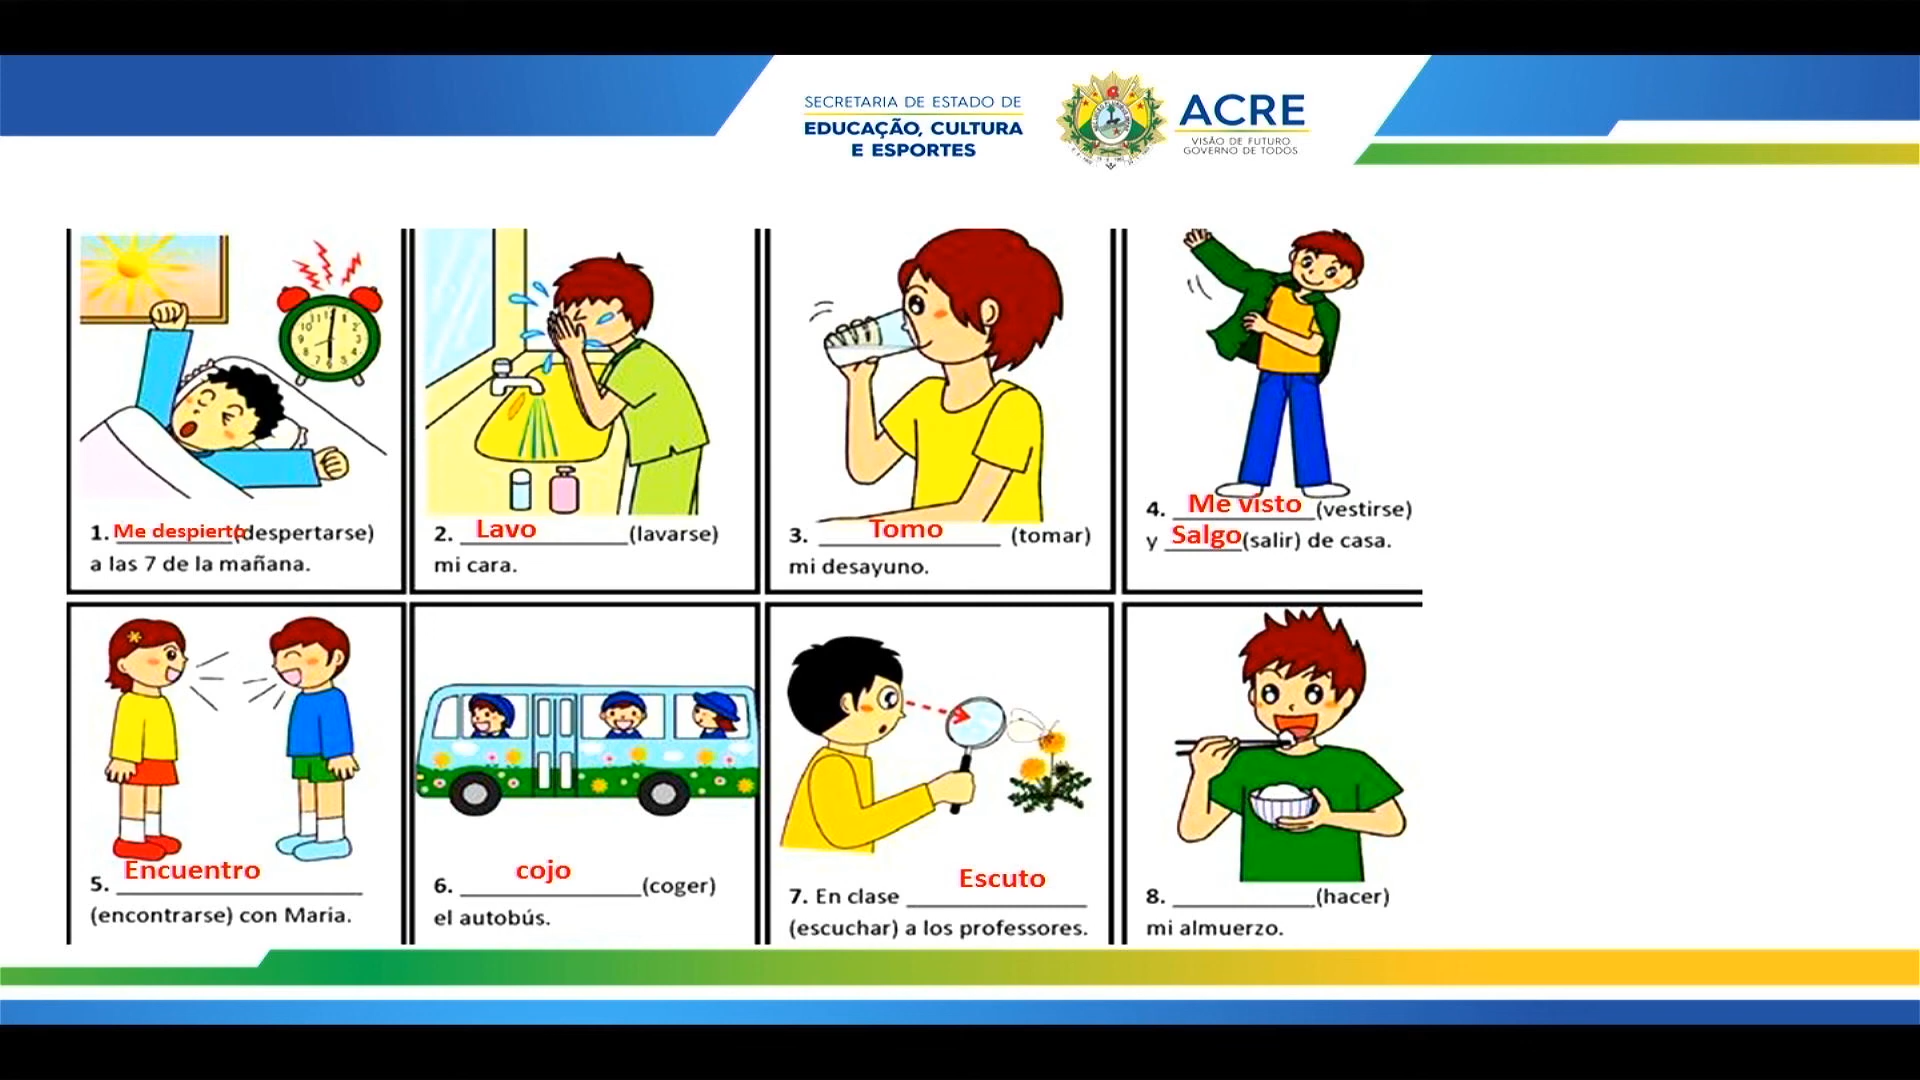 SECRETARIA DE ESTADO DE
EDUCAÇÃO, CULTURA
E ESPORTES
ACRE
VISÃO DE FUTURO
GOVERNO DE TODOS
1. Me despierto (despertarse)
a las 7 de la mañana.
2. Lavo (lavarse)
mi cara.
3. Tomo (tomar)
mi desayuno.
4. Me visto (vestirse)
y Salgo (salir) de casa.
5. Encuentro
(encontrarse) con Maria.
6. cojo (coger)
el autobús.
7. En clase Escuto
(escuchar) a los professores.
8. ____________ (hacer)
mi almuerzo.